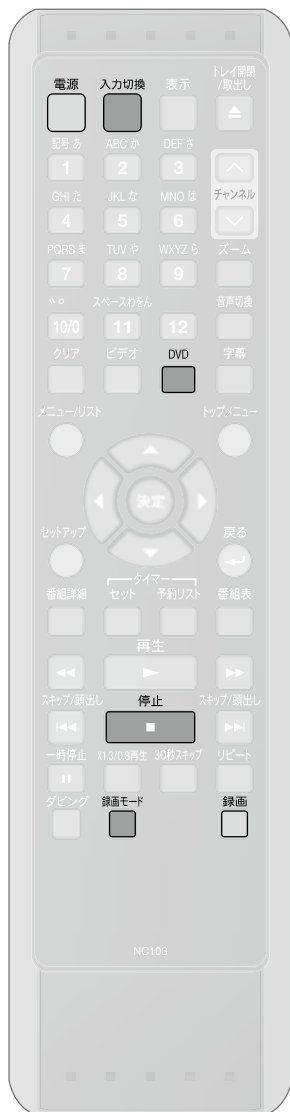 トレイ開閉
電源 入力切換 表示 /取出し
記号 あ ABC か DEF さ
1 2 3
GHI た JKL な MNO は チャンネル
4 5 6
PQRS ま TUV や WXYZ ら ズーム
7 8 9
*。 スペースわをん 音声切換
10/0 11 12
クリア ビデオ DVD 字幕
メニュー/リスト トップメニュー
決定
セットアップ 戻る
タイマー
番組詳細 セット 予約リスト 番組表
再生
スキップ/頭出し 停止 スキップ/頭出し
一時停止 X1.3/0.8再生 30秒スキップ リピート
ダビング 録画モード 録画
NC103